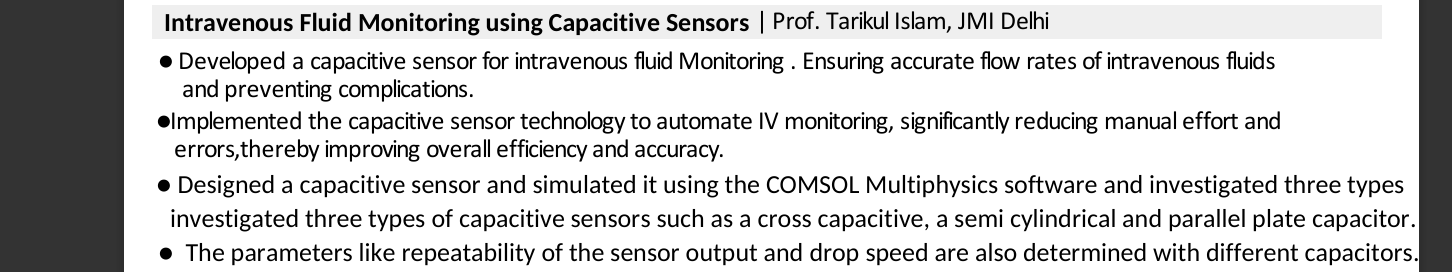 Intravenous Fluid Monitoring using Capacitive Sensors | Prof. Tarikul Islam, JMI Delhi
● Developed a capacitive sensor for intravenous fluid Monitoring . Ensuring accurate flow rates of intravenous fluids
and preventing complications.
●Implemented the capacitive sensor technology to automate IV monitoring, significantly reducing manual effort and
errors,thereby improving overall efficiency and accuracy.
● Designed a capacitive sensor and simulated it using the COMSOL Multiphysics software and investigated three types
investigated three types of capacitive sensors such as a cross capacitive, a semi cylindrical and parallel plate capacitor.
● The parameters like repeatability of the sensor output and drop speed are also determined with different capacitors.